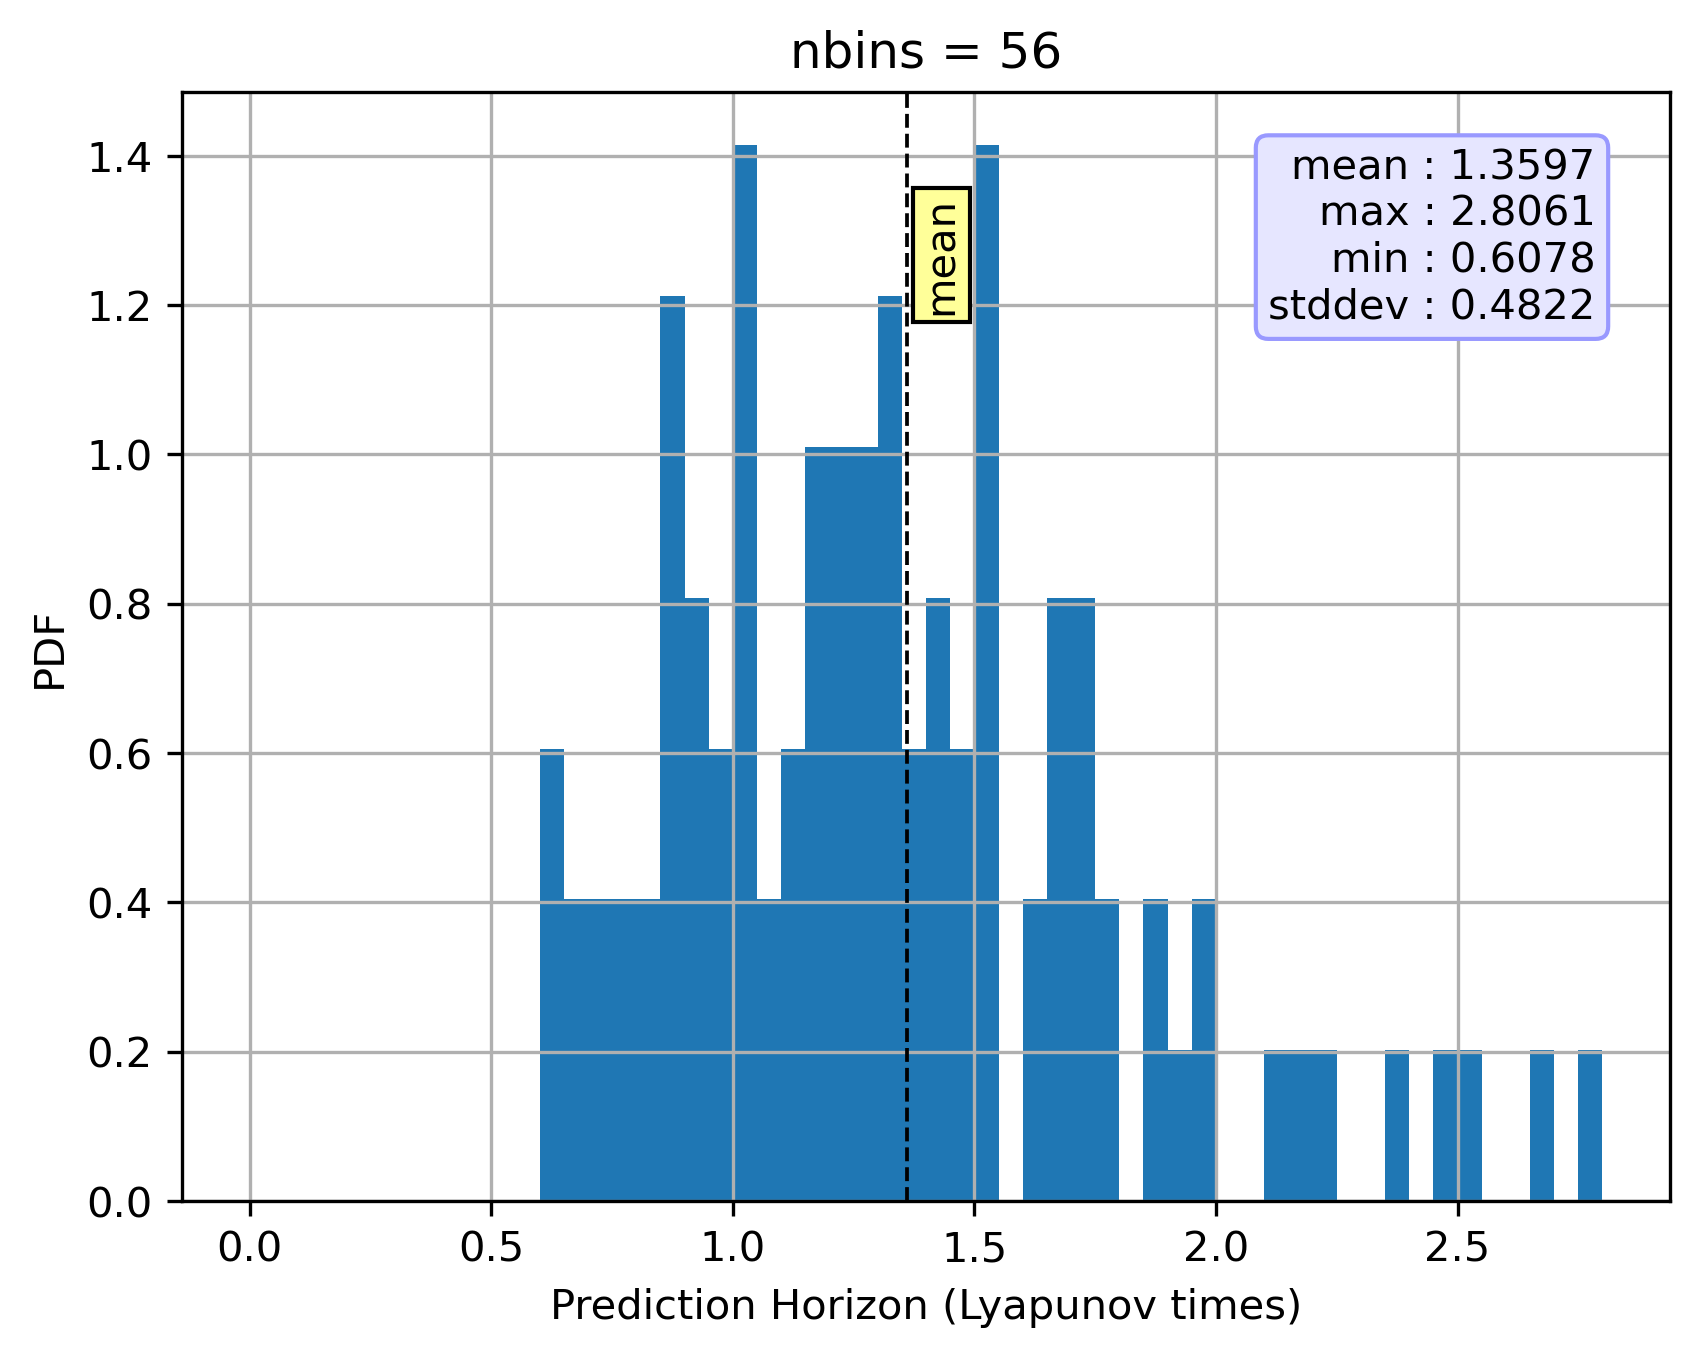 nbins = 56
mean : 1.3597
max : 2.8061
min : 0.6078
stddev : 0.4822
mean
PDF
1.4
1.2
1.0
0.8
0.6
0.4
0.2
0.0
0.0 0.5 1.0 1.5 2.0 2.5
Prediction Horizon (Lyapunov times)